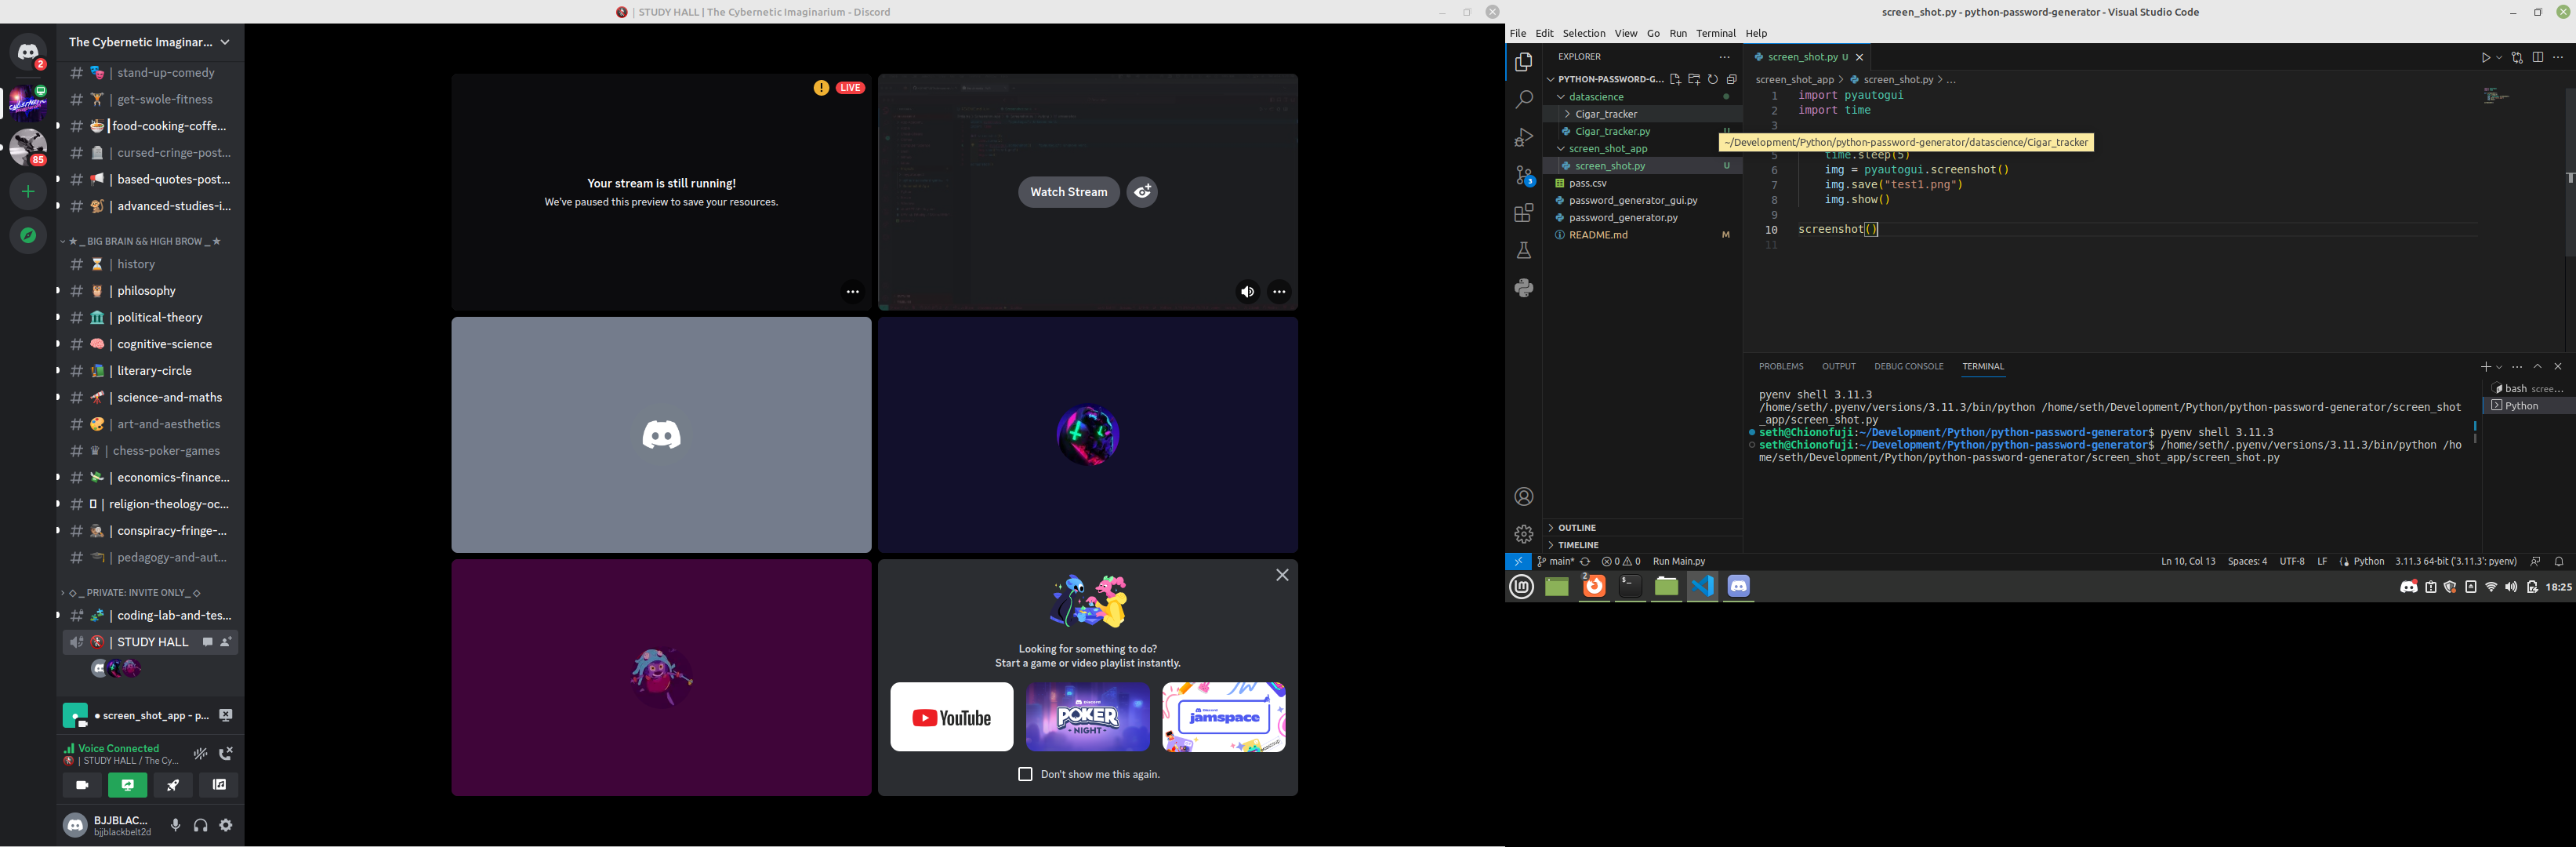 | STUDY HALL | The Cybernetic Imaginarium - Discord
The Cybernetic Imaginar...
2
85
# | stand-up-comedy
# | get-swole-fitness
# |food-cooking-coffe...
# | cursed-cringe-post...
# | based-quotes-post...
# | advanced-studies-i...
★_BIG BRAIN && HIGH BROW_★
# | history
# | philosophy
# | political-theory
# | cognitive-science
# | literary-circle
# | science-and-maths
# | art-and-aesthetics
# ♛ | chess-poker-games
# | economics-finance...
# | religion-theology-oc...
# | conspiracy-fringe-...
# | pedagogy-and-aut...
◇_PRIVATE: INVITE ONLY_◇
# | coding-lab-and-tes...
| STUDY HALL
● screen_shot_app - p...
Voice Connected
| STUDY HALL / The Cy...
BJJBLAC...
bjjblackbelt2d
! LIVE
Your stream is still running!
We've paused this preview to save your resources.
Watch Stream
Looking for something to do?
Start a game or video playlist instantly.
YouTube
Discord
POKER
- NIGHT -
Discord
jamspace
Don't show me this again.
screen_shot.py - python-password-generator - Visual Studio Code
File Edit Selection View Go Run Terminal Help
EXPLORER
PYTHON-PASSWORD-G...
datascience
Cigar_tracker
Cigar_tracker.py U
screen_shot_app
screen_shot.py U
pass.csv
password_generator_gui.py
password_generator.py
README.md M
OUTLINE
TIMELINE
3
screen_shot.py U
screen_shot_app > screen_shot.py > ...
1 import pyautogui
2 import time
3
~/Development/Python/python-password-generator/datascience/Cigar_tracker
5 time.sleep(5)
6 img = pyautogui.screenshot()
7 img.save("test1.png")
8 img.show()
9
10 screenshot()
11
PROBLEMS OUTPUT DEBUG CONSOLE TERMINAL
pyenv shell 3.11.3
/home/seth/.pyenv/versions/3.11.3/bin/python /home/seth/Development/Python/python-password-generator/screen_shot
_app/screen_shot.py
seth@Chionofuji:~/Development/Python/python-password-generator$ pyenv shell 3.11.3
seth@Chionofuji:~/Development/Python/python-password-generator$ /home/seth/.pyenv/versions/3.11.3/bin/python /ho
me/seth/Development/Python/python-password-generator/screen_shot_app/screen_shot.py
bash scree...
Python
main* 0 0 Run Main.py
Ln 10, Col 13 Spaces: 4 UTF-8 LF Python 3.11.3 64-bit ('3.11.3': pyenv)
2
18:25